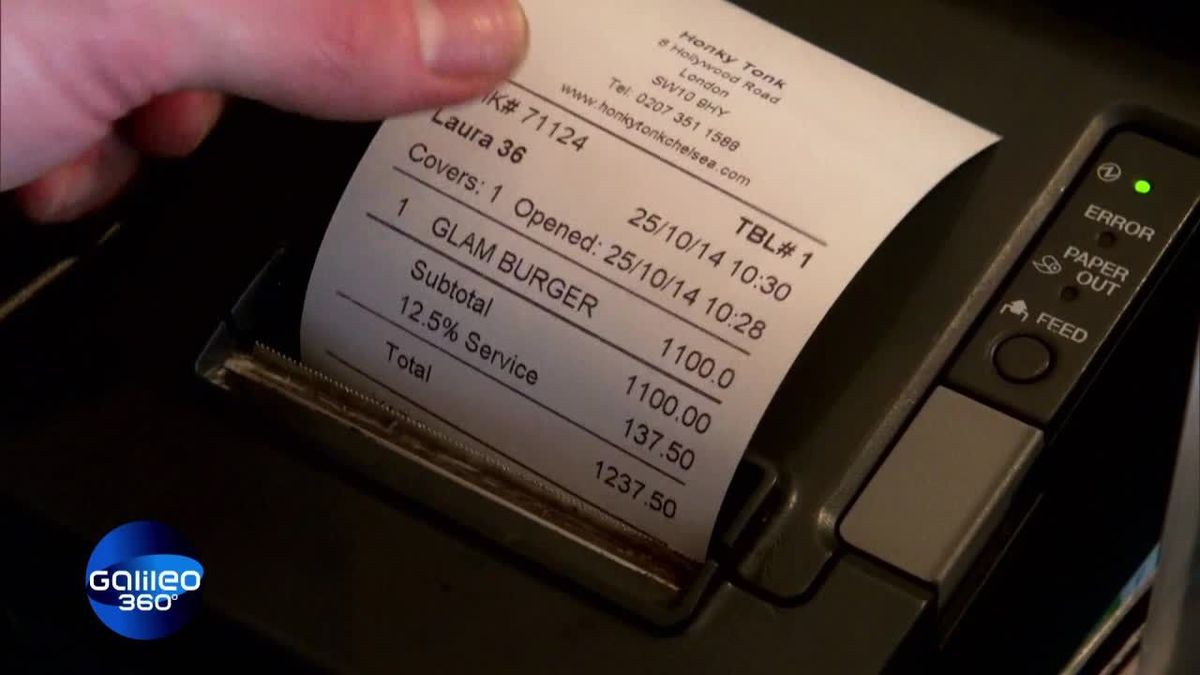 Honky Tonk
8 Hollywood Road
London
SW10 9HY
Tel: 0207 351 1588
www.honkytonkchelsea.com
71124 TBL# 1
Laura 36 25/10/14 10:30
Covers: 1 Opened: 25/10/14 10:28
1 GLAM BURGER 1100.0
Subtotal 1100.00
12.5% Service 137.50
Total 1237.50
ERROR
PAPER
OUT
FEED
Galileo
360°